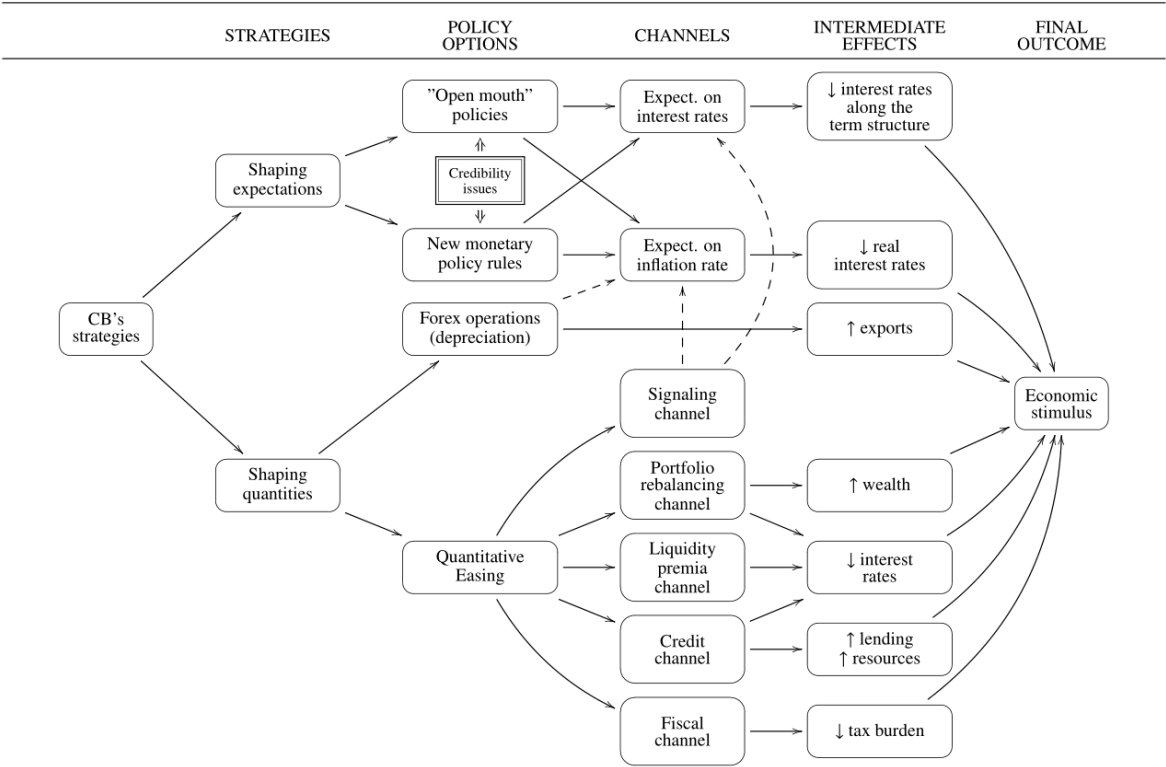 STRATEGIES
POLICY
OPTIONS
CHANNELS
INTERMEDIATE
EFFECTS
FINAL
OUTCOME
”Open mouth”
policies
Expect. on
interest rates
↓ interest rates
along the
term structure
Shaping
expectations
Credibility
issues
New monetary
policy rules
Expect. on
inflation rate
↓ real
interest rates
CB’s
strategies
Forex operations
(depreciation)
↑ exports
Signaling
channel
Economic
stimulus
Shaping
quantities
Portfolio
rebalancing
channel
↑ wealth
Quantitative
Easing
Liquidity
premia
channel
↓ interest
rates
Credit
channel
↑ lending
↑ resources
Fiscal
channel
↓ tax burden